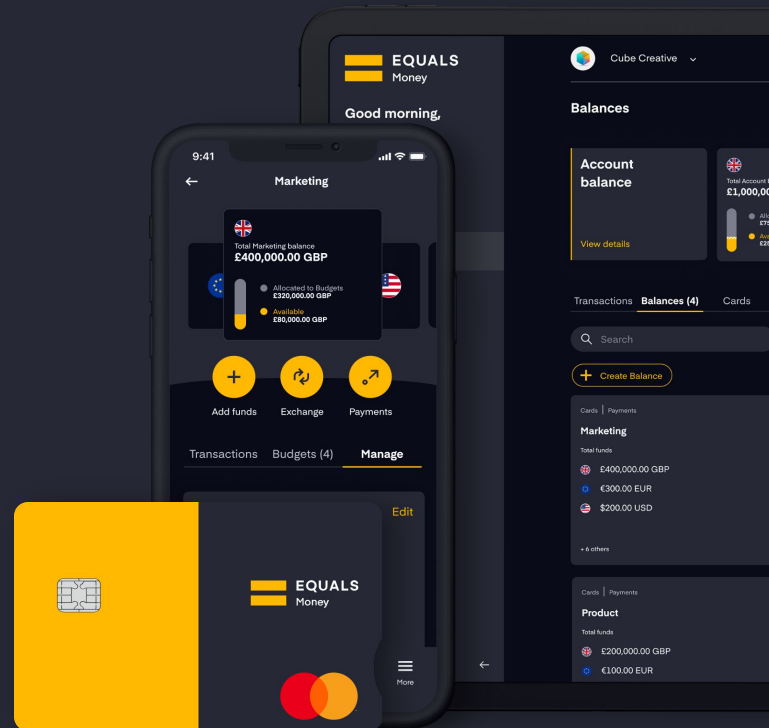 EQUALS
Money
Good morning,
Cube Creative
Balances
Account
balance
View details
Total Account
£1,000,00
Transactions Balances (4) Cards
Search
Create Balance
Cards | Payments
Marketing
Total funds
£400,000.00 GBP
€300.00 EUR
$200.00 USD
+ 6 others
Cards | Payments
Product
Total funds
£200,000.00 GBP
€100.00 EUR
9:41
Marketing
Total Marketing balance
£400,000.00 GBP
Allocated to Budgets
£320,000.00 GBP
Available
£80,000.00 GBP
Add funds Exchange Payments
Transactions Budgets (4) Manage
Edit
More
EQUALS
Money